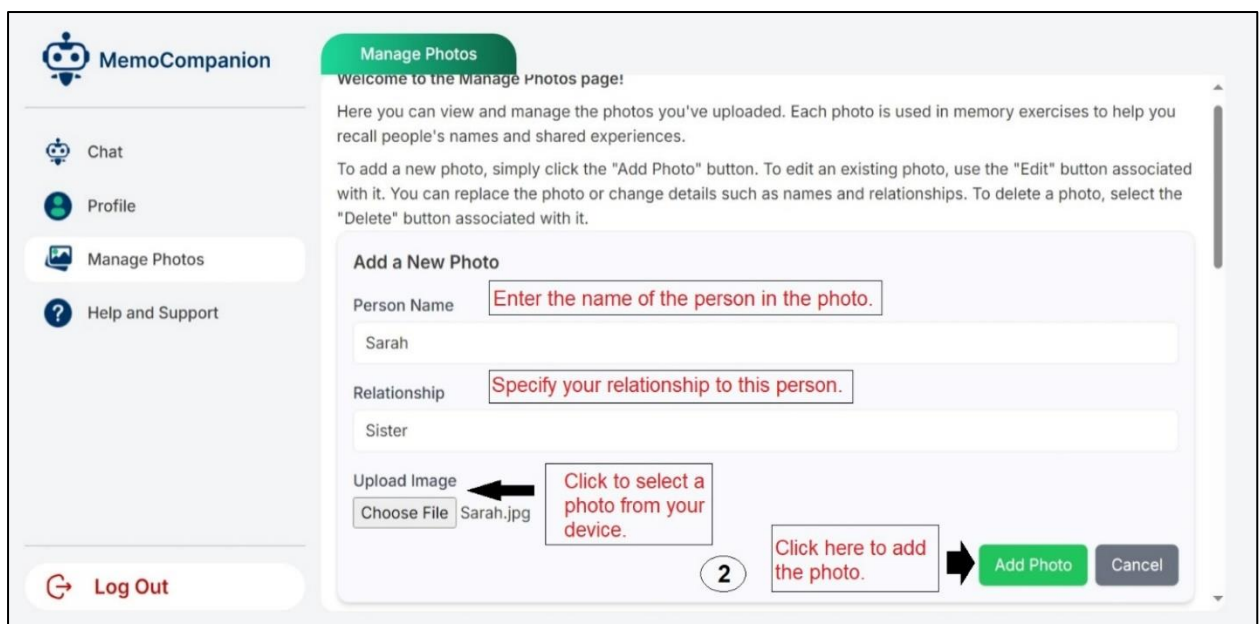 MemoCompanion
Chat
Profile
Manage Photos
Help and Support
Log Out
Manage Photos
Welcome to the Manage Photos page!
Here you can view and manage the photos you've uploaded. Each photo is used in memory exercises to help you
recall people's names and shared experiences.
To add a new photo, simply click the "Add Photo" button. To edit an existing photo, use the "Edit" button associated
with it. You can replace the photo or change details such as names and relationships. To delete a photo, select the
"Delete" button associated with it.
Add a New Photo
Person Name
Enter the name of the person in the photo.
Sarah
Relationship
Specify your relationship to this person.
Sister
Upload Image
Choose File Sarah.jpg
Click to select a
photo from your
device.
2
Click here to add
the photo.
Add Photo
Cancel
?